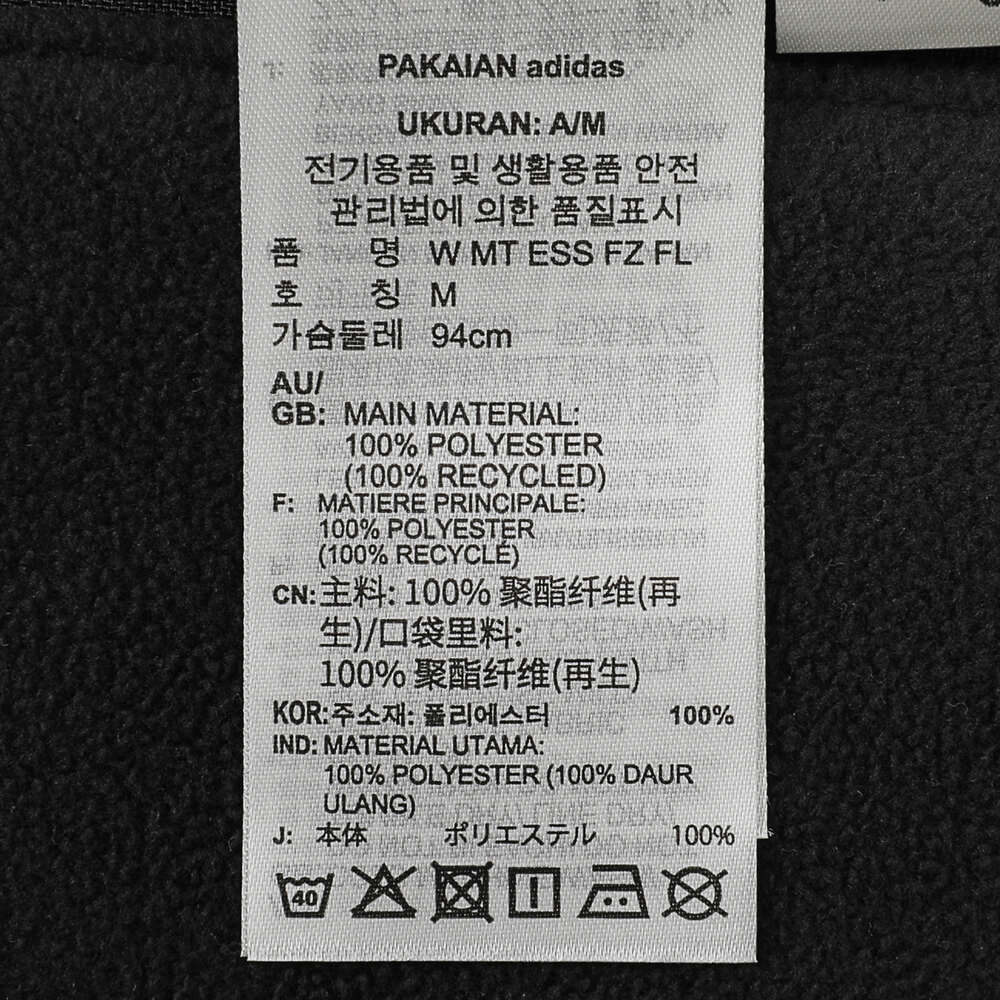 PAKAIAN adidas
UKURAN: A/M
전기용품 및 생활용품 안전
관리법에 의한 품질표시
품 명 W MT ESS FZ FL
호 칭 M
가슴둘레 94cm
AU/
GB: MAIN MATERIAL:
100% POLYESTER
(100% RECYCLED)
F: MATIERE PRINCIPALE:
100% POLYESTER
(100% RECYCLÉ)
CN:主料: 100% 聚酯纤维(再
生)/口袋里料:
100% 聚酯纤维(再生)
KOR:주소재: 폴리에스터 100%
IND: MATERIAL UTAMA:
100% POLYESTER (100% DAUR
ULANG)
J: 本体 ポリエステル 100%
40